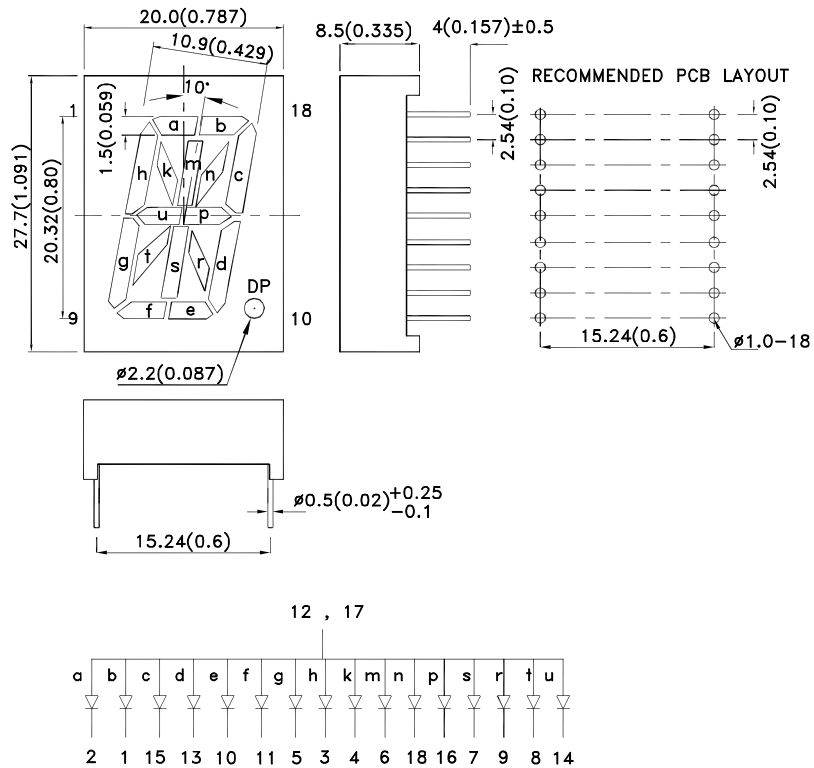 20.0(0.787)
10.9(0.429)
10°
1.5(0.059)
27.7(1.091)
20.32(0.80)
1
18
9
10
a b
h k m n c
u p
g t s r d
f e
DP
ø2.2(0.087)
8.5(0.335)
4(0.157)±0.5
2.54(0.10)
RECOMMENDED PCB LAYOUT
2.54(0.10)
15.24(0.6)
ø1.0-18
ø0.5(0.02)+0.25
-0.1
15.24(0.6)
12 , 17
a b c d e f g h k m n p s r t u
2 1 15 13 10 11 5 3 4 6 18 16 7 9 8 14